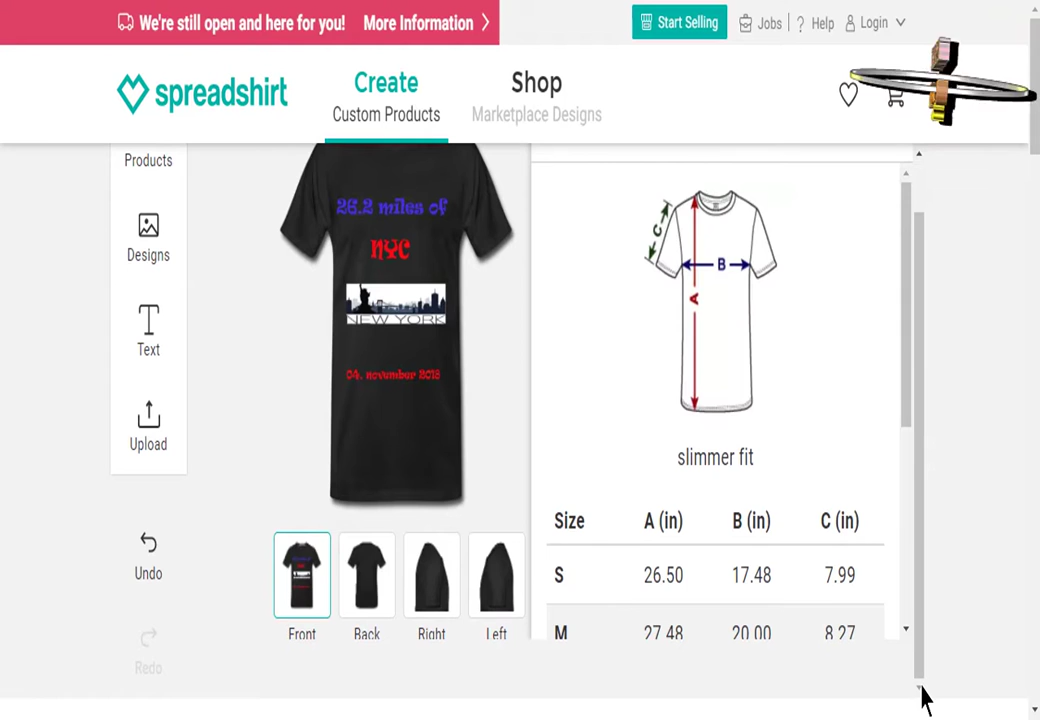 We're still open and here for you! More Information
Start Selling Jobs Help Login
spreadshirt
Create
Custom Products
Shop
Marketplace Designs
Products
Designs
Text
Upload
Undo
Redo
26.2 miles of
NYC
NEW YORK
04. november 2018
Front Back Right Left
C
B
A
slimmer fit
Size A (in) B (in) C (in)
S 26.50 17.48 7.99
M 27.48 20.00 8.27